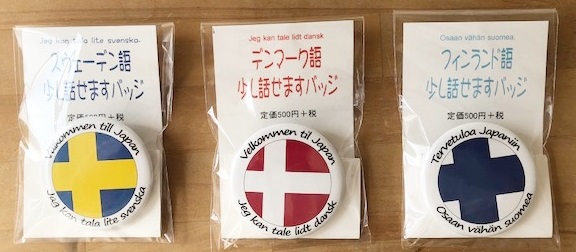 Jeg kan tale lite svenska.
スウェーデン語
少し話せますバッジ
定価500円+税
Välkommen till Japan
Jag kan tala lite svenska
Jeg kan tale lidt dansk
デンマーク語
少し話せますバッジ
定価500円+税
Velkommen til Japan
Jeg kan tale lidt dansk
Osaan vähän suomea.
フィンランド語
少し話せますバッジ
定価500円+税
Tervetuloa Japaniin
Osaan vähän suomea